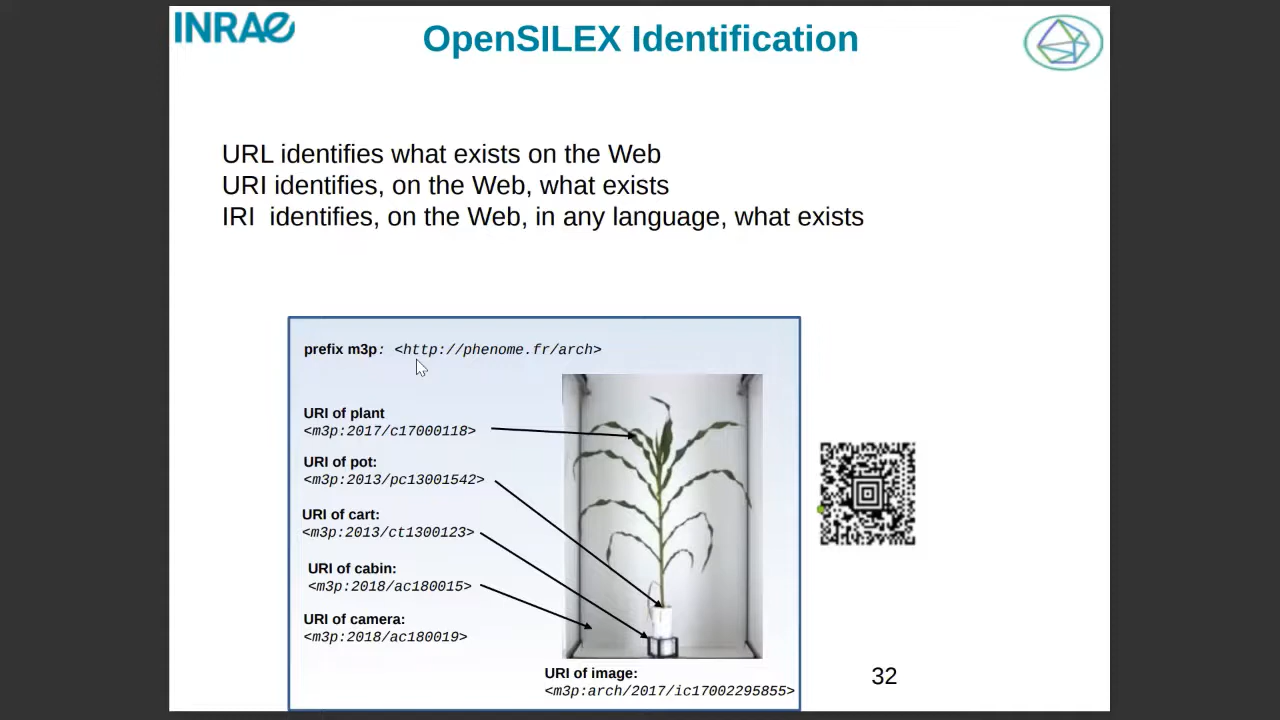 INRAE
OpenSILEX Identification
URL identifies what exists on the Web
URI identifies, on the Web, what exists
IRI identifies, on the Web, in any language, what exists
prefix m3p: <http://phenome.fr/arch>
URI of plant
<m3p:2017/c17000118>
URI of pot:
<m3p:2013/pc13001542>
URI of cart:
<m3p:2013/ct1300123>
URI of cabin:
<m3p:2018/ac180015>
URI of camera:
<m3p:2018/ac180019>
URI of image:
<m3p:arch/2017/ic17002295855>
32